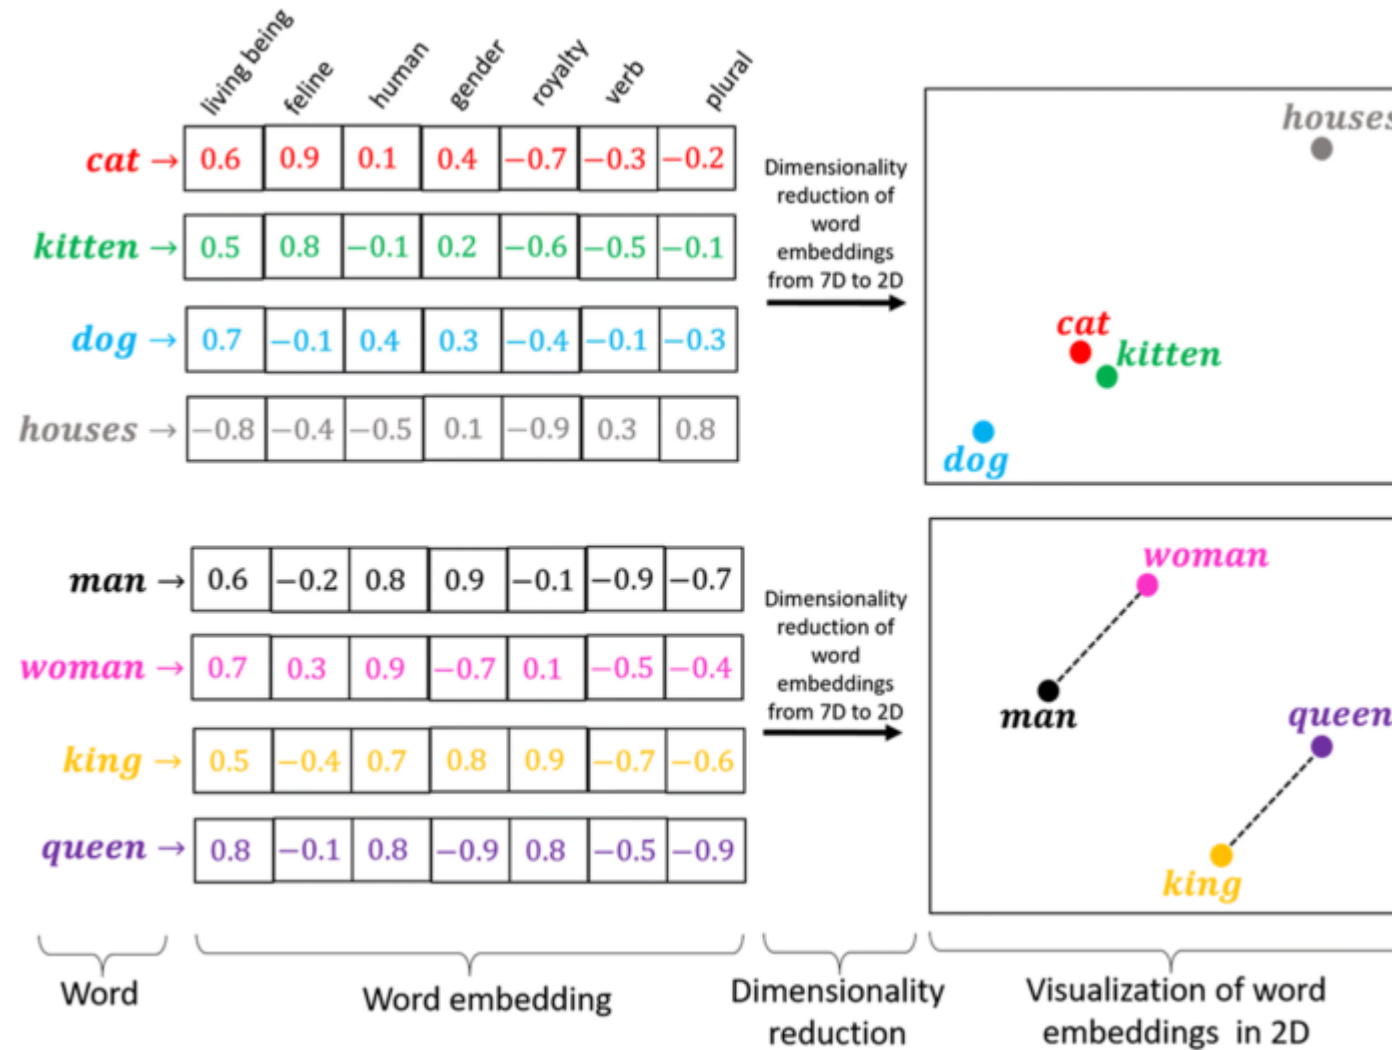 living being feline human gender royalty verb plural
cat → 0.6 0.9 0.1 0.4 −0.7 −0.3 −0.2
kitten → 0.5 0.8 −0.1 0.2 −0.6 −0.5 −0.1
dog → 0.7 −0.1 0.4 0.3 −0.4 −0.1 −0.3
houses → −0.8 −0.4 −0.5 0.1 −0.9 0.3 0.8
Dimensionality
reduction of
word
embeddings
from 7D to 2D
houses
cat
kitten
dog
man → 0.6 −0.2 0.8 0.9 −0.1 −0.9 −0.7
woman → 0.7 0.3 0.9 −0.7 0.1 −0.5 −0.4
king → 0.5 −0.4 0.7 0.8 0.9 −0.7 −0.6
queen → 0.8 −0.1 0.8 −0.9 0.8 −0.5 −0.9
Dimensionality
reduction of
word
embeddings
from 7D to 2D
woman
man
queen
king
Word
Word embedding
Dimensionality
reduction
Visualization of word
embeddings in 2D